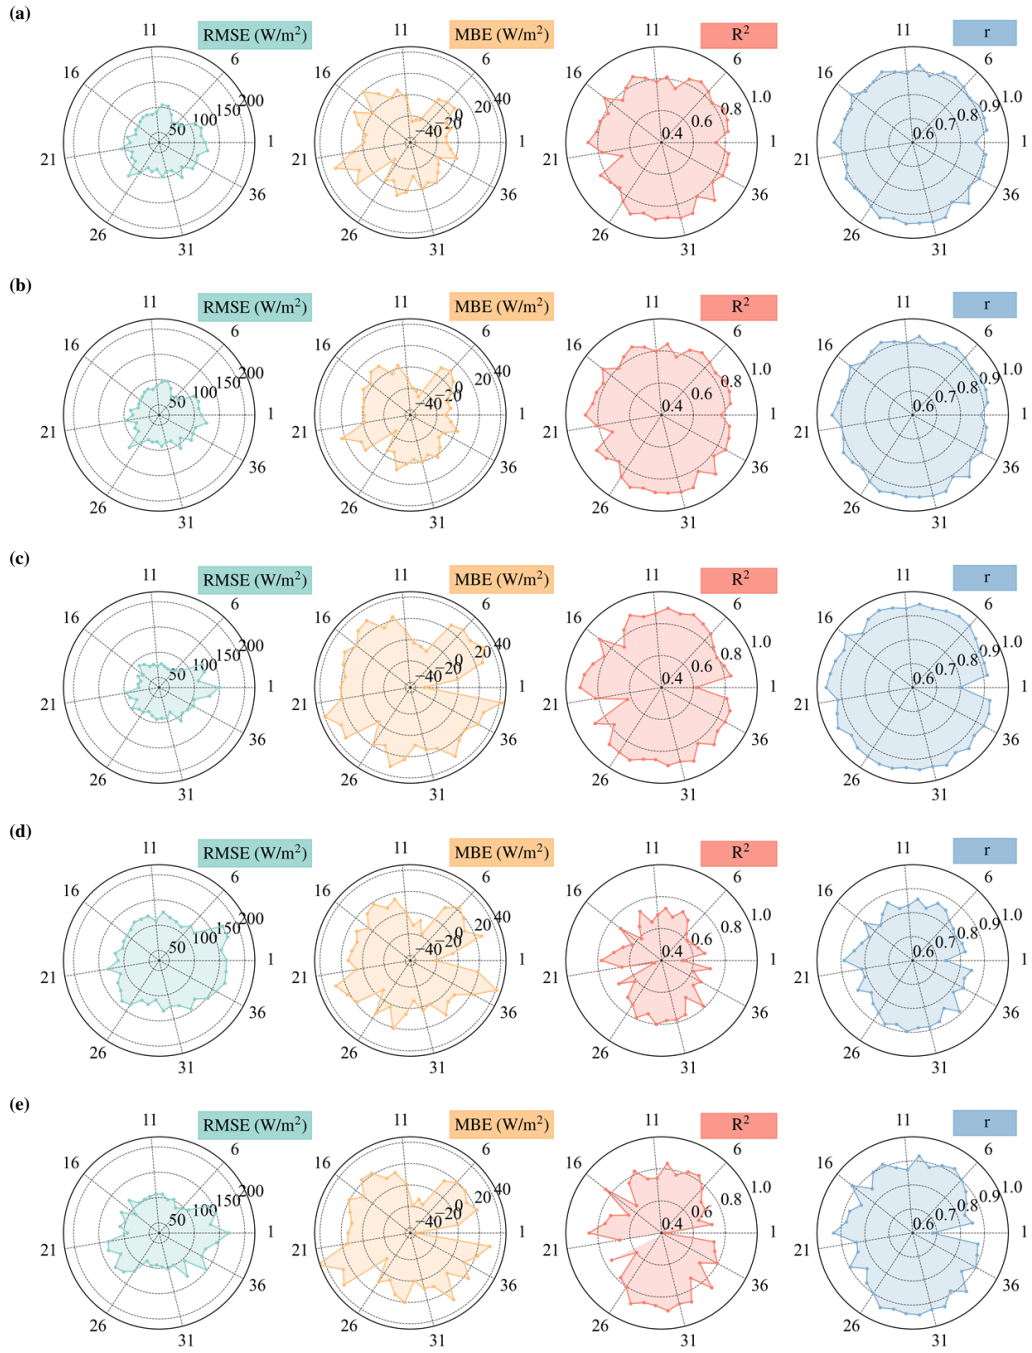 (a)
RMSE (W/m²)
MBE (W/m²)
R²
r
11 6 16 200 150 100 50 1 21 36 26 31
11 6 16 40 20 0 −20 −40 1 21 36 26 31
11 6 16 1.0 0.8 0.6 0.4 1 21 36 26 31
11 6 16 1.0 0.9 0.8 0.7 0.6 1 21 36 26 31
(b)
RMSE (W/m²)
MBE (W/m²)
R²
r
11 6 16 200 150 100 50 1 21 36 26 31
11 6 16 40 20 0 −20 −40 1 21 36 26 31
11 6 16 1.0 0.8 0.6 0.4 1 21 36 26 31
11 6 16 1.0 0.9 0.8 0.7 0.6 1 21 36 26 31
(c)
RMSE (W/m²)
MBE (W/m²)
R²
r
11 6 16 200 150 100 50 1 21 36 26 31
11 6 16 40 20 0 −20 −40 1 21 36 26 31
11 6 16 1.0 0.8 0.6 0.4 1 21 36 26 31
11 6 16 1.0 0.9 0.8 0.7 0.6 1 21 36 26 31
(d)
RMSE (W/m²)
MBE (W/m²)
R²
r
11 6 16 200 150 100 50 1 21 36 26 31
11 6 16 40 20 0 −20 −40 1 21 36 26 31
11 6 16 1.0 0.8 0.6 0.4 1 21 36 26 31
11 6 16 1.0 0.9 0.8 0.7 0.6 1 21 36 26 31
(e)
RMSE (W/m²)
MBE (W/m²)
R²
r
11 6 16 200 150 100 50 1 21 36 26 31
11 6 16 40 20 0 −20 −40 1 21 36 26 31
11 6 16 1.0 0.8 0.6 0.4 1 21 36 26 31
11 6 16 1.0 0.9 0.8 0.7 0.6 1 21 36 26 31